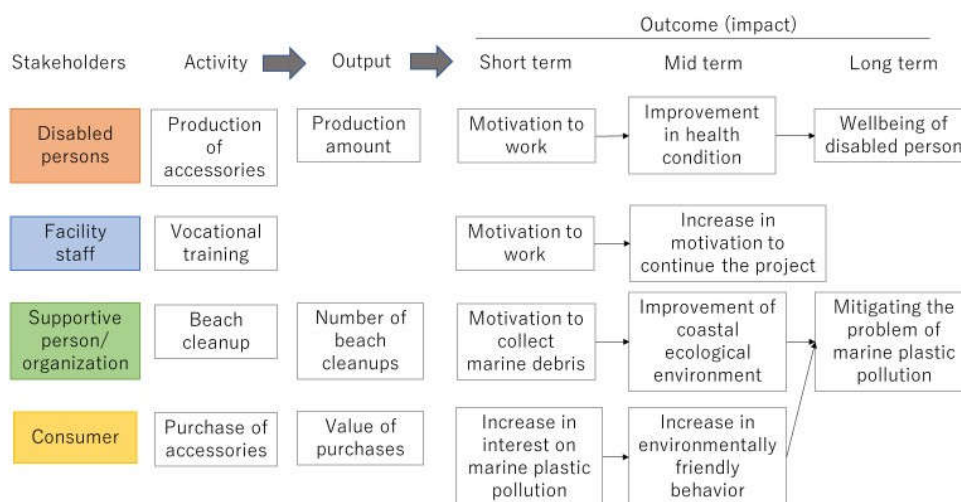 Outcome (impact)
Stakeholders
Activity
Output
Short term
Mid term
Long term
Disabled
persons
Production
of
accessories
Production
amount
Motivation to
work
Improvement
in health
condition
Wellbeing of
disabled person
Facility
staff
Vocational
training
Motivation to
work
Increase in
motivation to
continue the project
Supportive
person/
organization
Beach
cleanup
Number of
beach
cleanups
Motivation to
collect
marine debris
Improvement of
coastal
ecological
environment
Mitigating the
problem of
marine plastic
pollution
Consumer
Purchase of
accessories
Value of
purchases
Increase in
interest on
marine plastic
pollution
Increase in
environmentally
friendly
behavior